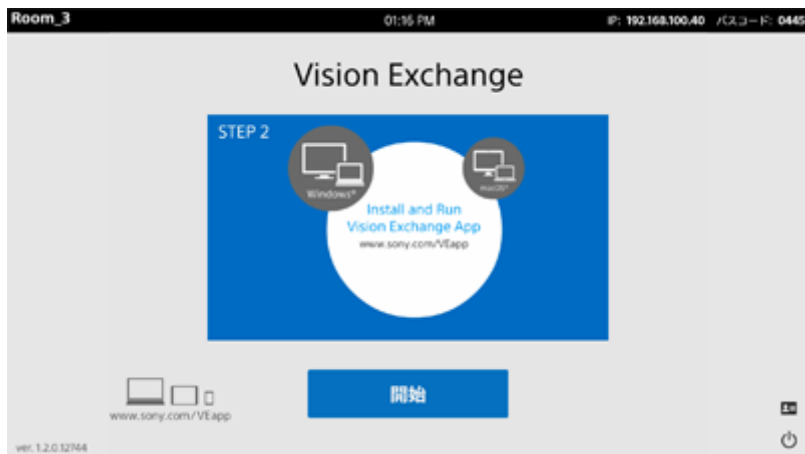 Room_3
01:16 PM
IP: 192.168.100.40 パスコード: 0445
Vision Exchange
STEP 2
Windows®
macOS®
Install and Run
Vision Exchange App
www.sony.com/VEapp
開始
www.sony.com/VEapp
ver. 1.2.0.12744